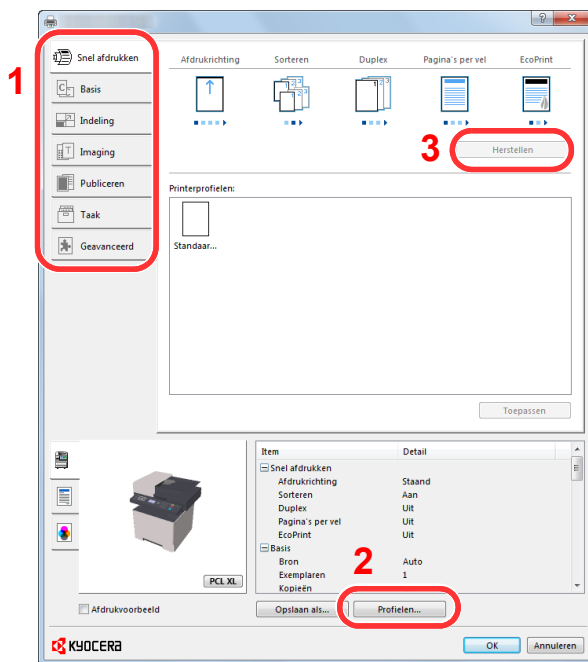 ?
X
1
Snel afdrukken
Basis
Indeling
Imaging
Publiceren
Taak
Geavanceerd
Afdrukrichting Sorteren Duplex Pagina's per vel EcoPrint
3
Herstellen
Printerprofielen:
Standaar...
Toepassen
Item Detail
Snel afdrukken
Afdrukrichting Staand
Sorteren Aan
Duplex Uit
Pagina's per vel Uit
EcoPrint Uit
Basis
Bron Auto
Exemplaren 1
Kopieën
2
PCL XL
Afdrukvoorbeeld
Opslaan als... Profielen...
KYOCERA
OK Annuleren